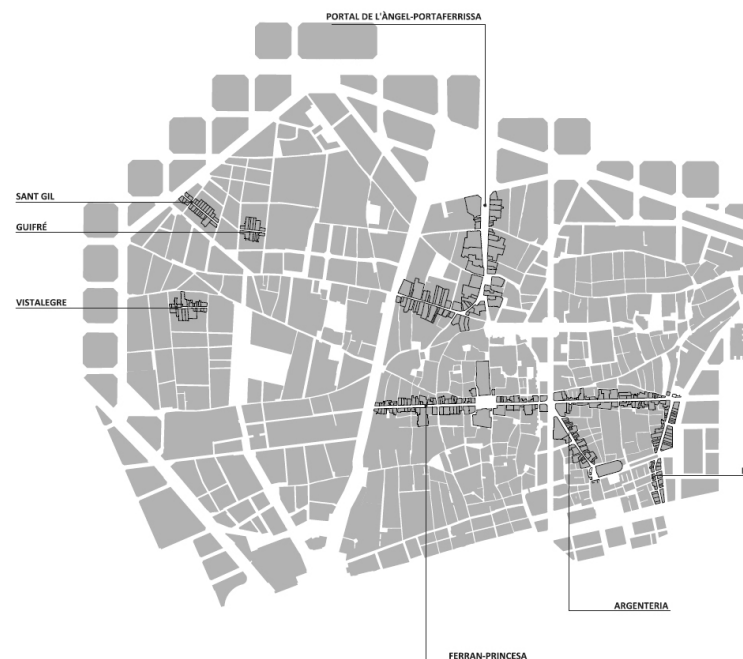 PORTAL DE L'ÀNGEL-PORTAFERRISSA
SANT GIL
GUIFRÉ
VISTALEGRE
ARGENTERIA
FERRAN-PRINCESA